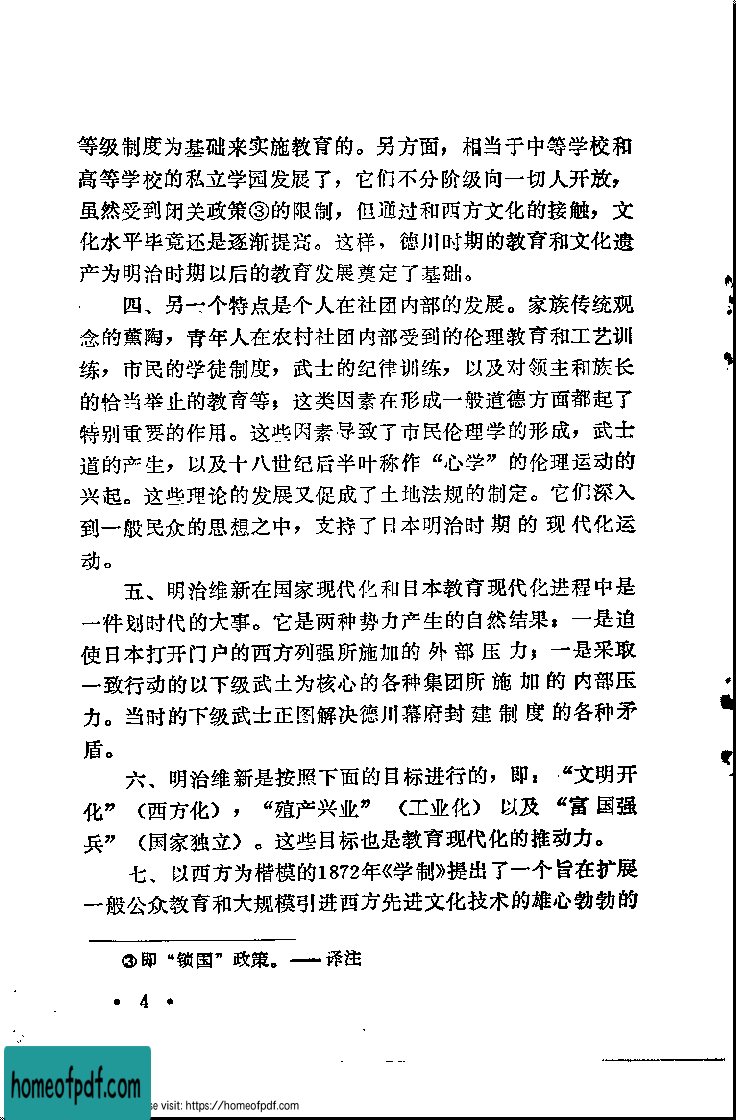 等级制度为基础来实施教育的。另方面，相当于中等学校和
高等学校的私立学园发展了，它们不分阶级向一切人开放，
虽然受到闭关政策③的限制，但通过和西方文化的接触，文
化水平毕竟还是逐渐提高。这样，德川时期的教育和文化遗
产为明治时期以后的教育发展奠定了基础。
四、另一个特点是个人在社团内部的发展。家族传统观
念的薰陶，青年人在农村社团内部受到的伦理教育和工艺训
练，市民的学徒制度，武士的纪律训练，以及对领主和族长
的恰当举止的教育等；这类因素在形成一般道德方面都起了
特别重要的作用。这些因素导致了市民伦理学的形成，武士
道的产生，以及十八世纪后半叶称作“心学”的伦理运动的
兴起。这些理论的发展又促成了土地法规的制定。它们深入
到一般民众的思想之中，支持了日本明治时期的现代化运
动。
五、明治维新在国家现代化和日本教育现代化进程中是
一件划时代的大事。它是两种势力产生的自然结果：一是迫
使日本打开门户的西方列强所施加的外部压力；一是采取
一致行动的以下级武士为核心的各种集团所施加的内部压
力。当时的下级武士正图解决德川幕府封建制度的各种矛
盾。
六、明治维新是按照下面的目标进行的，即：“文明开
化”（西方化），“殖产兴业”（工业化）以及“富国强
兵”（国家独立）。这些目标也是教育现代化的推动力。
七、以西方为楷模的1872年《学制》提出了一个旨在扩展
一般公众教育和大规模引进西方先进文化技术的雄心勃勃的
③即“锁国”政策。——译注
• 4 •
homeofpdf.com
se visit: https://homeofpdf.com